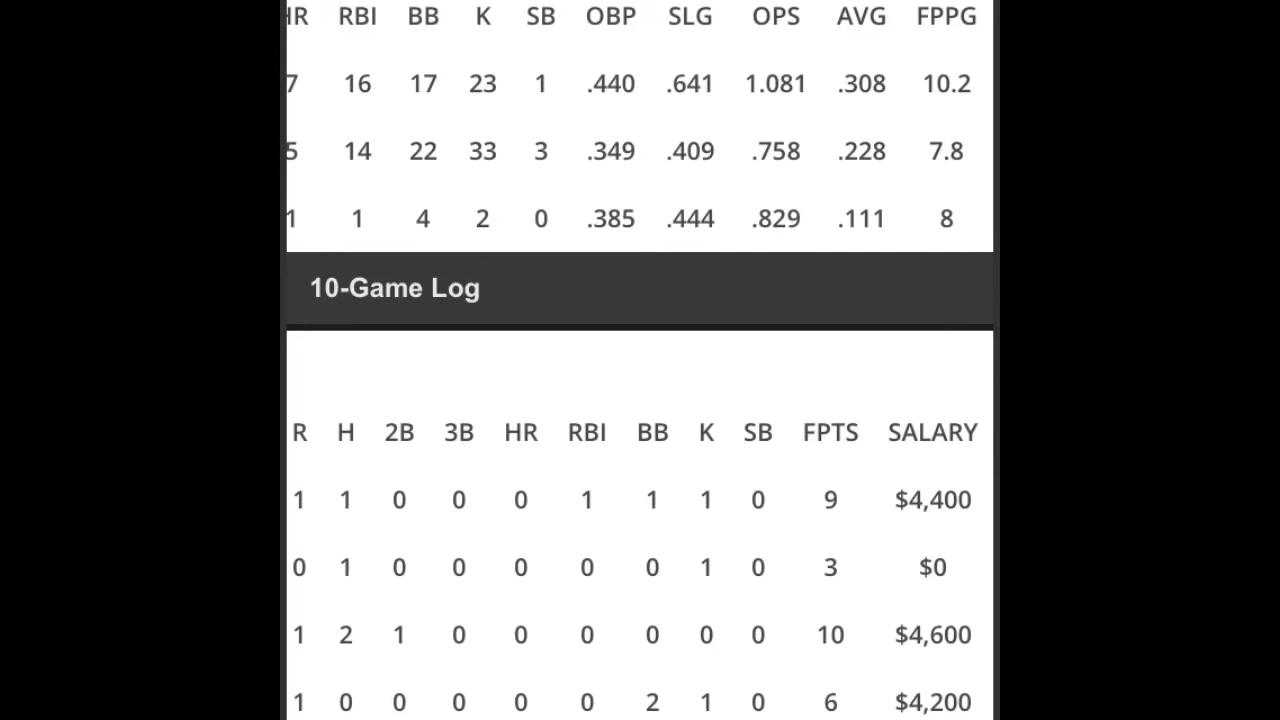 HR RBI BB K SB OBP SLG OPS AVG FPPG
7 16 17 23 1 .440 .641 1.081 .308 10.2
5 14 22 33 3 .349 .409 .758 .228 7.8
1 1 4 2 0 .385 .444 .829 .111 8
10-Game Log
R H 2B 3B HR RBI BB K SB FPTS SALARY
1 1 0 0 0 1 1 1 0 9 $4,400
0 1 0 0 0 0 0 1 0 3 $0
1 2 1 0 0 0 0 0 0 10 $4,600
1 0 0 0 0 0 2 1 0 6 $4,200